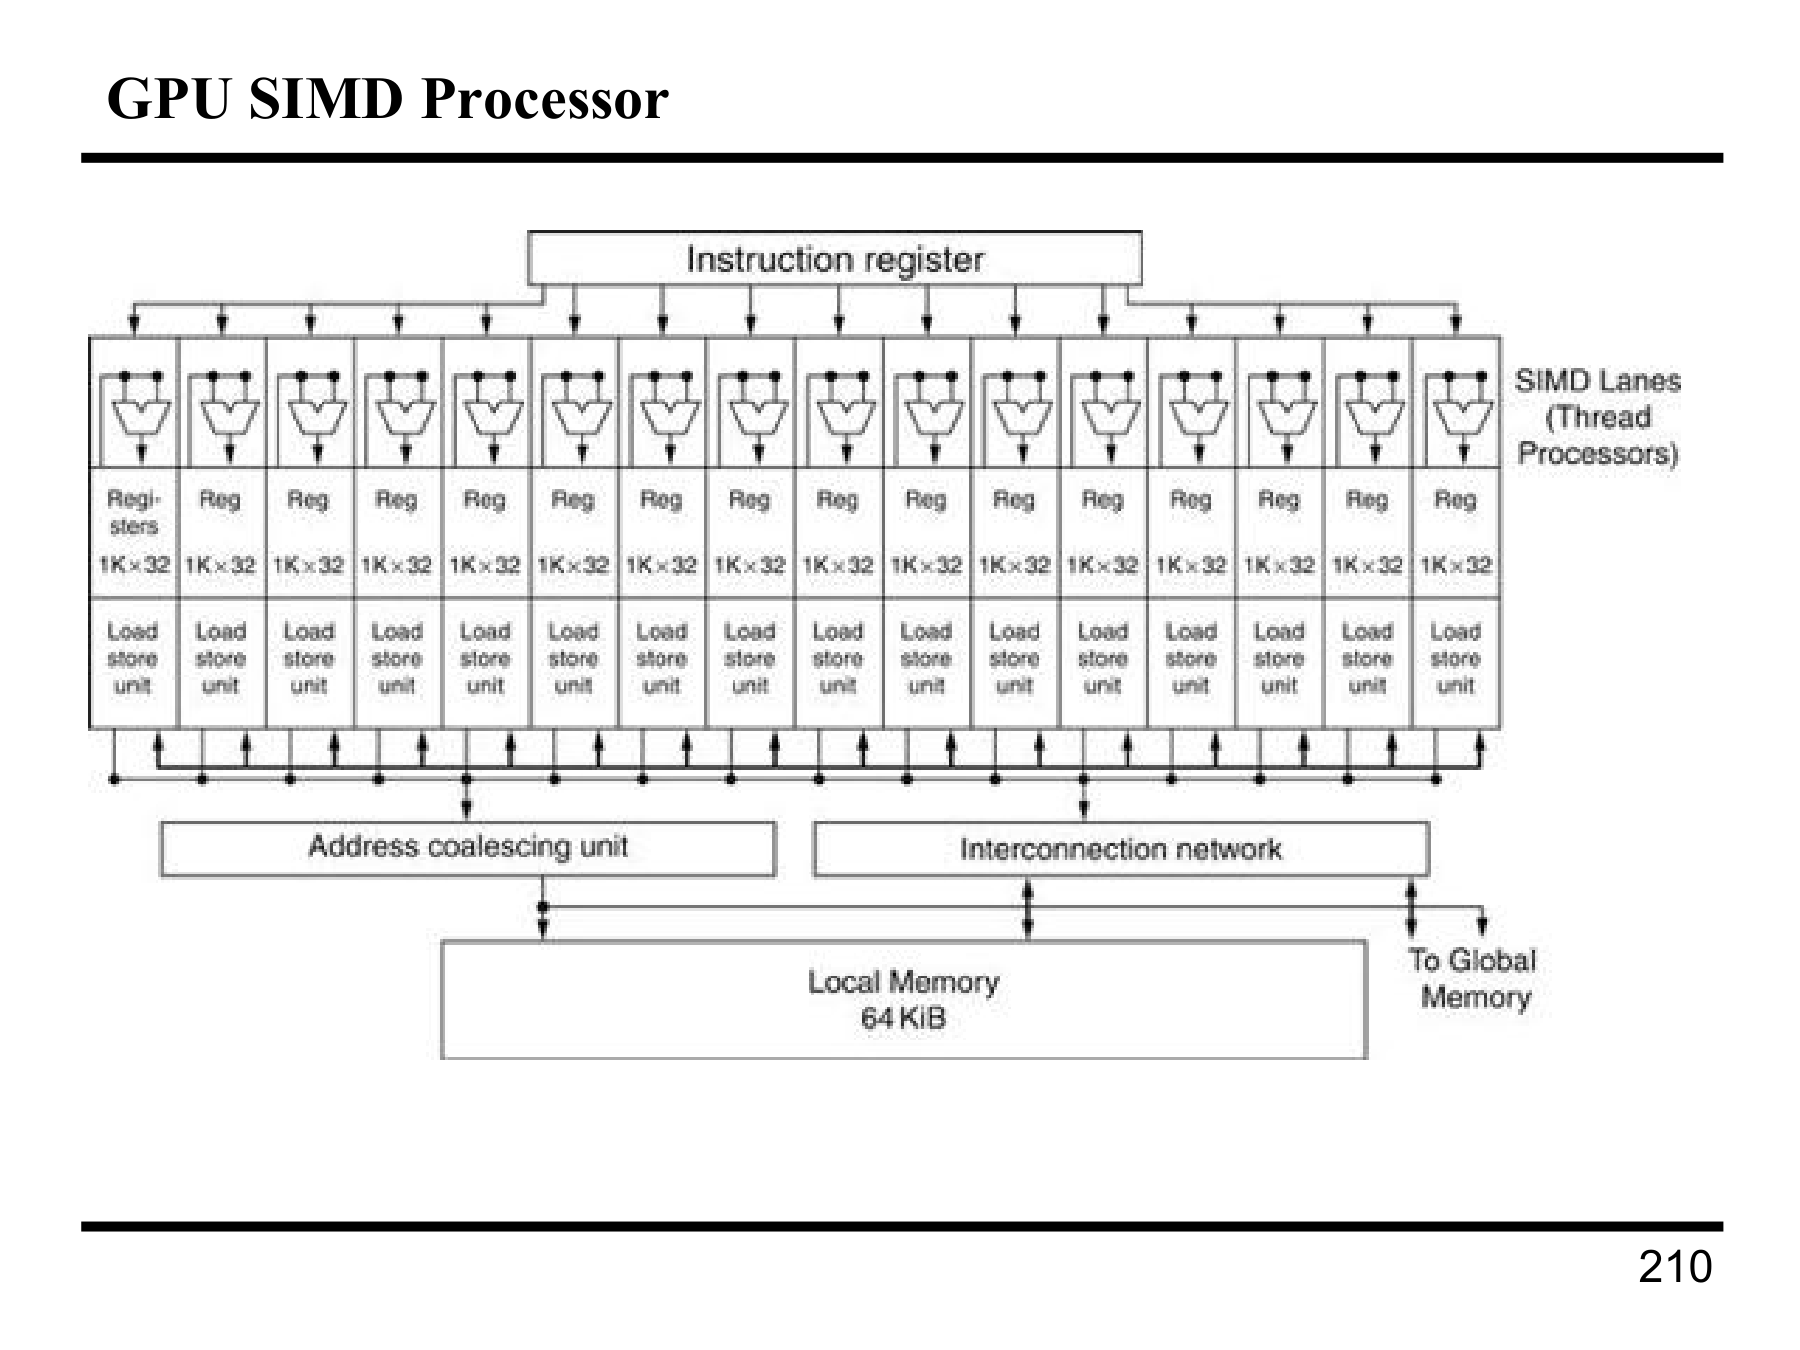 GPU SIMD Processor
Instruction register
SIMD Lanes
(Thread
Processors)
Regi- Reg Reg Reg Reg Reg Reg Reg Reg Reg Reg Reg Reg Reg Reg Reg
sters
1K×32 1K×32 1K×32 1K×32 1K×32 1K×32 1K×32 1K×32 1K×32 1K×32 1K×32 1K×32 1K×32 1K×32 1K×32 1K×32
Load Load Load Load Load Load Load Load Load Load Load Load Load Load Load Load
store store store store store store store store store store store store store store store store
unit unit unit unit unit unit unit unit unit unit unit unit unit unit unit unit
Address coalescing unit
Interconnection network
Local Memory
64 KiB
To Global
Memory
210